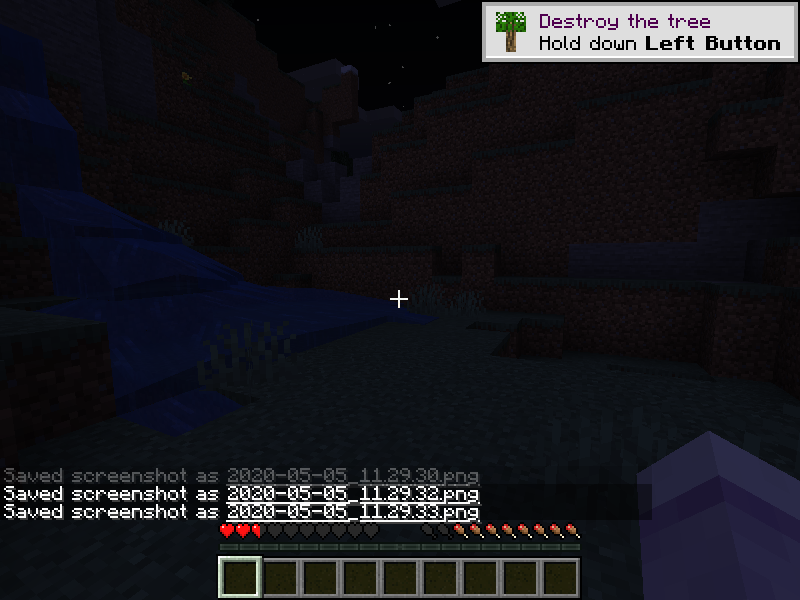 Destroy the tree
Hold down Left Button
Saved screenshot as 2020-05-05_11.29.30.png
Saved screenshot as 2020-05-05_11.29.32.png
Saved screenshot as 2020-05-05_11.29.33.png